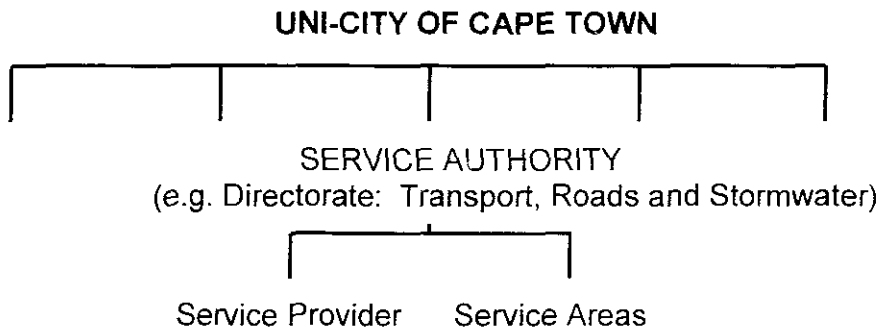 UNI-CITY OF CAPE TOWN
SERVICE AUTHORITY
(e.g. Directorate: Transport, Roads and Stormwater)
Service Provider Service Areas